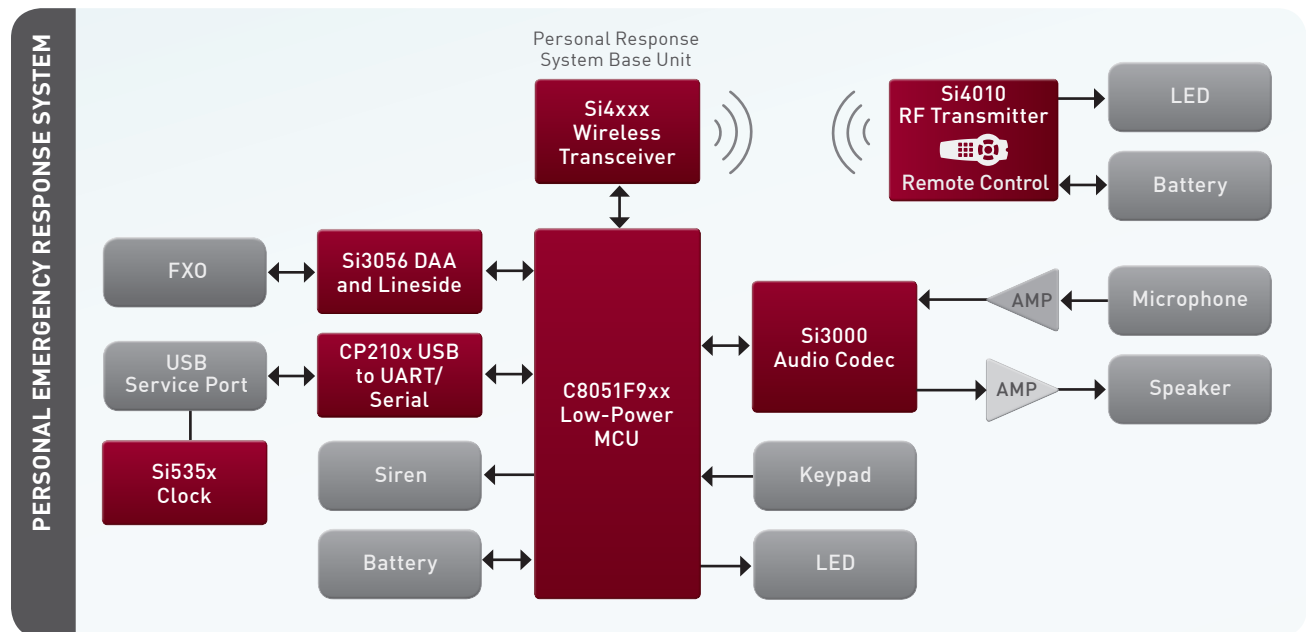 PERSONAL EMERGENCY RESPONSE SYSTEM
Personal Response
System Base Unit
Si4xxx
Wireless
Transceiver
Si4010
RF Transmitter
Remote Control
LED
Battery
FXO
Si3056 DAA
and Lineside
USB
Service Port
CP210x USB
to UART/
Serial
Si535x
Clock
Siren
Battery
C8051F9xx
Low-Power
MCU
Si3000
Audio Codec
AMP
Microphone
AMP
Speaker
Keypad
LED